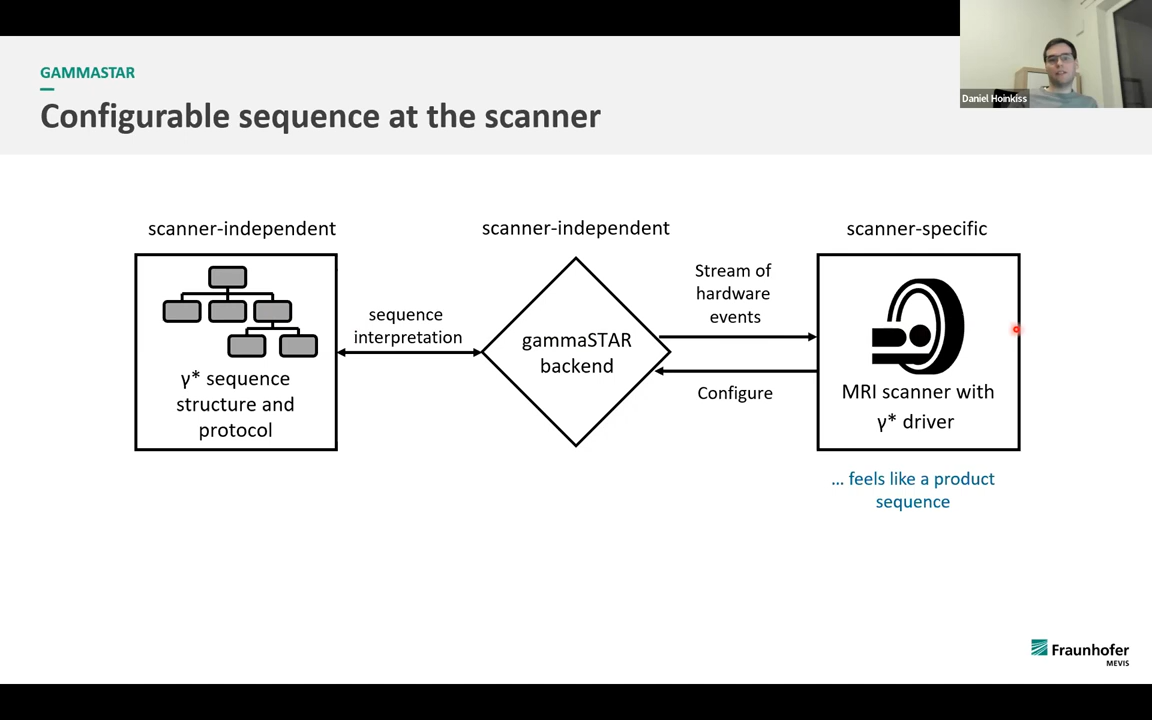 GAMMASTAR
Configurable sequence at the scanner
Daniel Hoinkiss
scanner-independent
scanner-independent
scanner-specific
γ* sequence
structure and
protocol
sequence
interpretation
gammaSTAR
backend
Stream of
hardware
events
Configure
MRI scanner with
γ* driver
... feels like a product
sequence
Fraunhofer
MEVIS